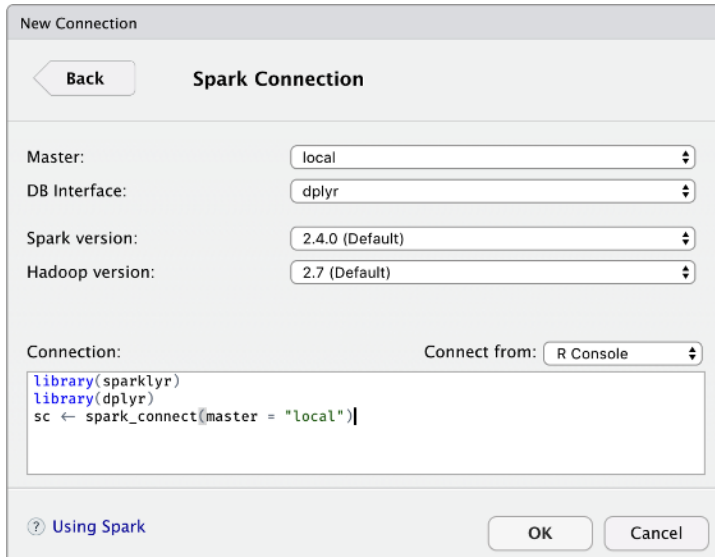 New Connection
Back
Spark Connection
Master:
local
DB Interface:
dplyr
Spark version:
2.4.0 (Default)
Hadoop version:
2.7 (Default)
Connection:
Connect from:
R Console
library(sparklyr)
library(dplyr)
sc ← spark_connect(master = "local")
? Using Spark
OK
Cancel